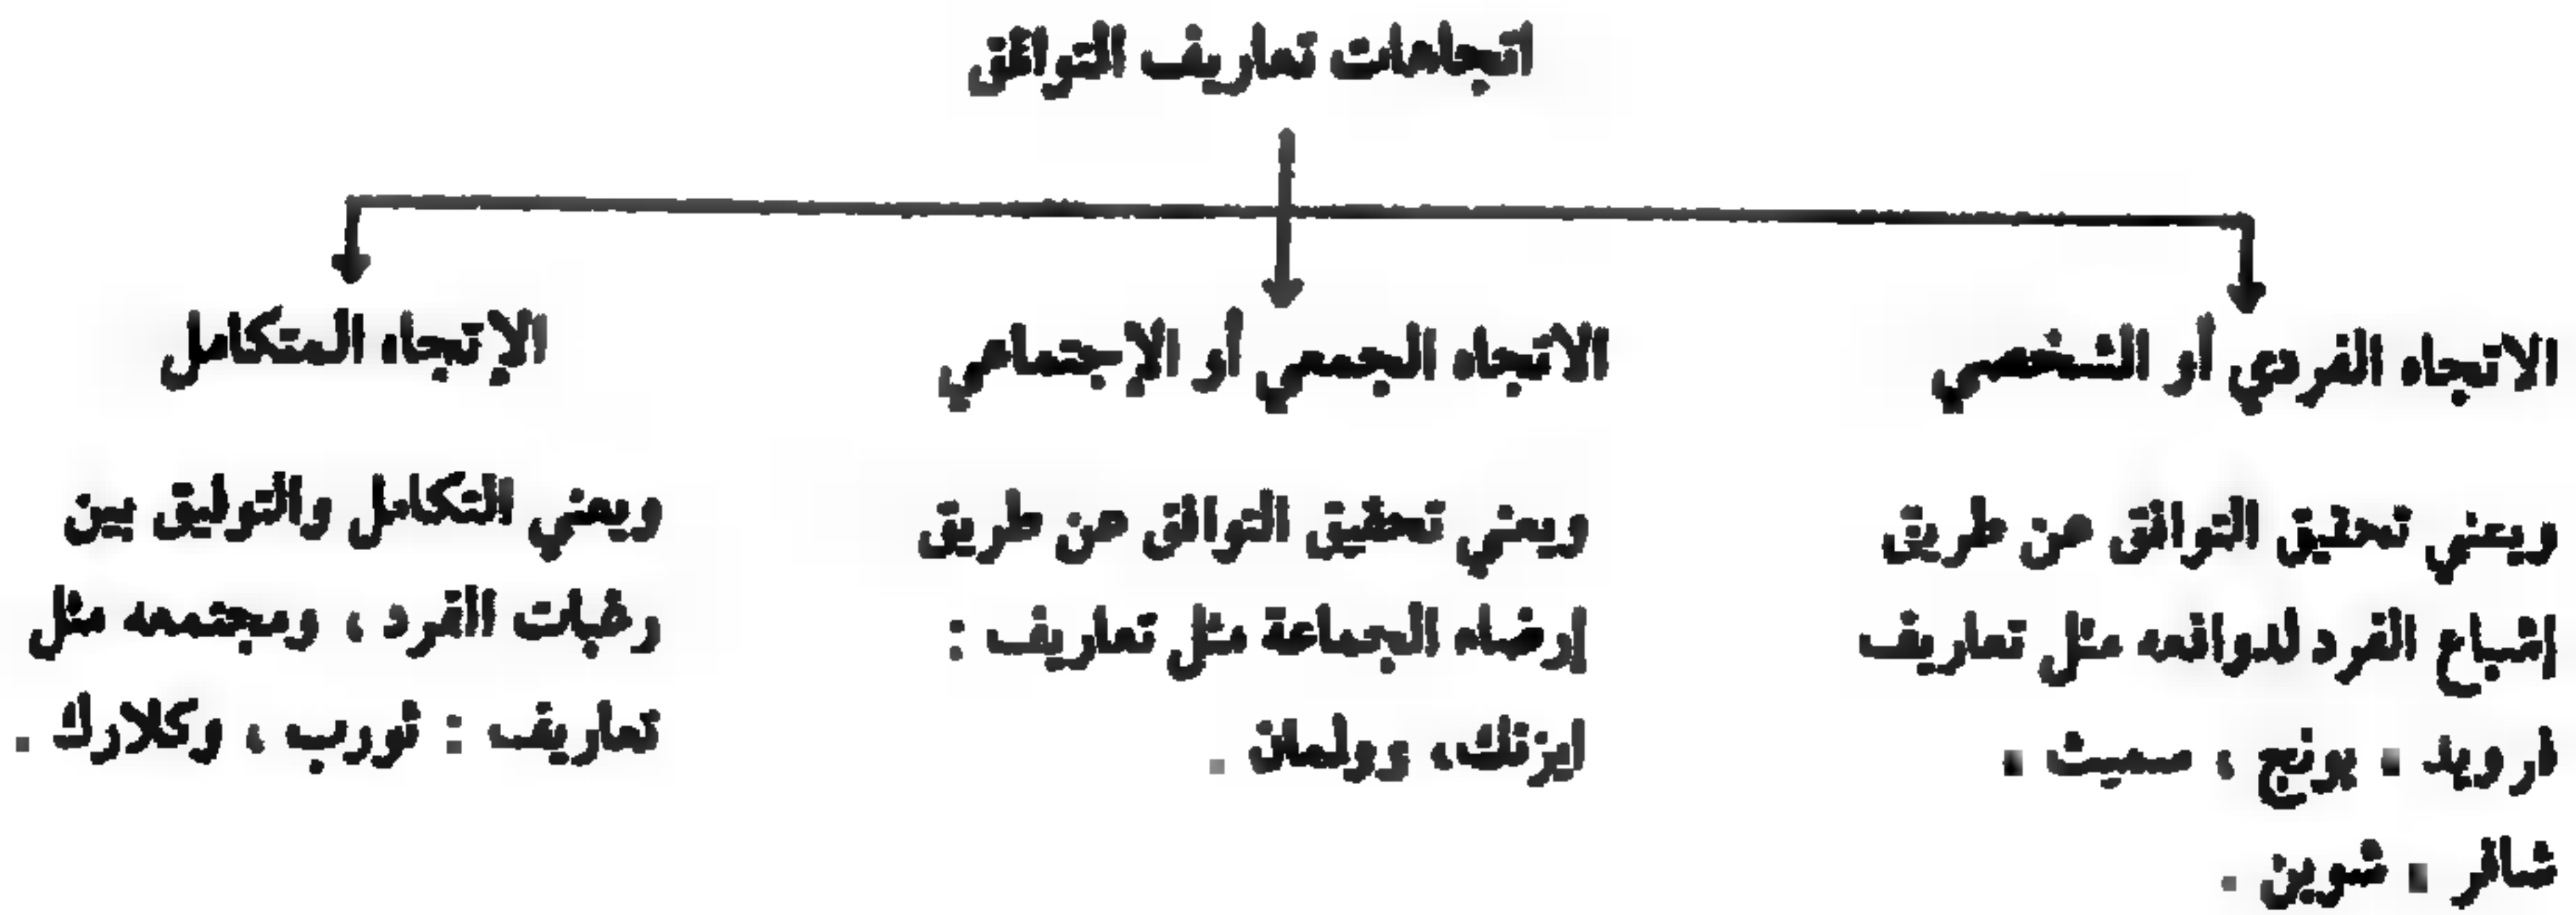 اتجاهات تعاريف التوافق
الاتجاه الفردي أو الشخصي
ويعني تحقيق التوافق عن طريق
إشباع الفرد لدوافعه مثل تعاريف
فرويد ، يونج ، سميث ،
شافر ، شوين .
الاتجاه الجمعي أو الإجتماعي
ويعني تحقيق التوافق عن طريق
إرضاء الجماعة مثل تعاريف :
ايزنك، وولمان .
الإتجاه المتكامل
ويعني التكامل والتوفيق بين
رغبات الفرد ، ومجتمعه مثل
تعاريف : ثورب ، وكلارك .